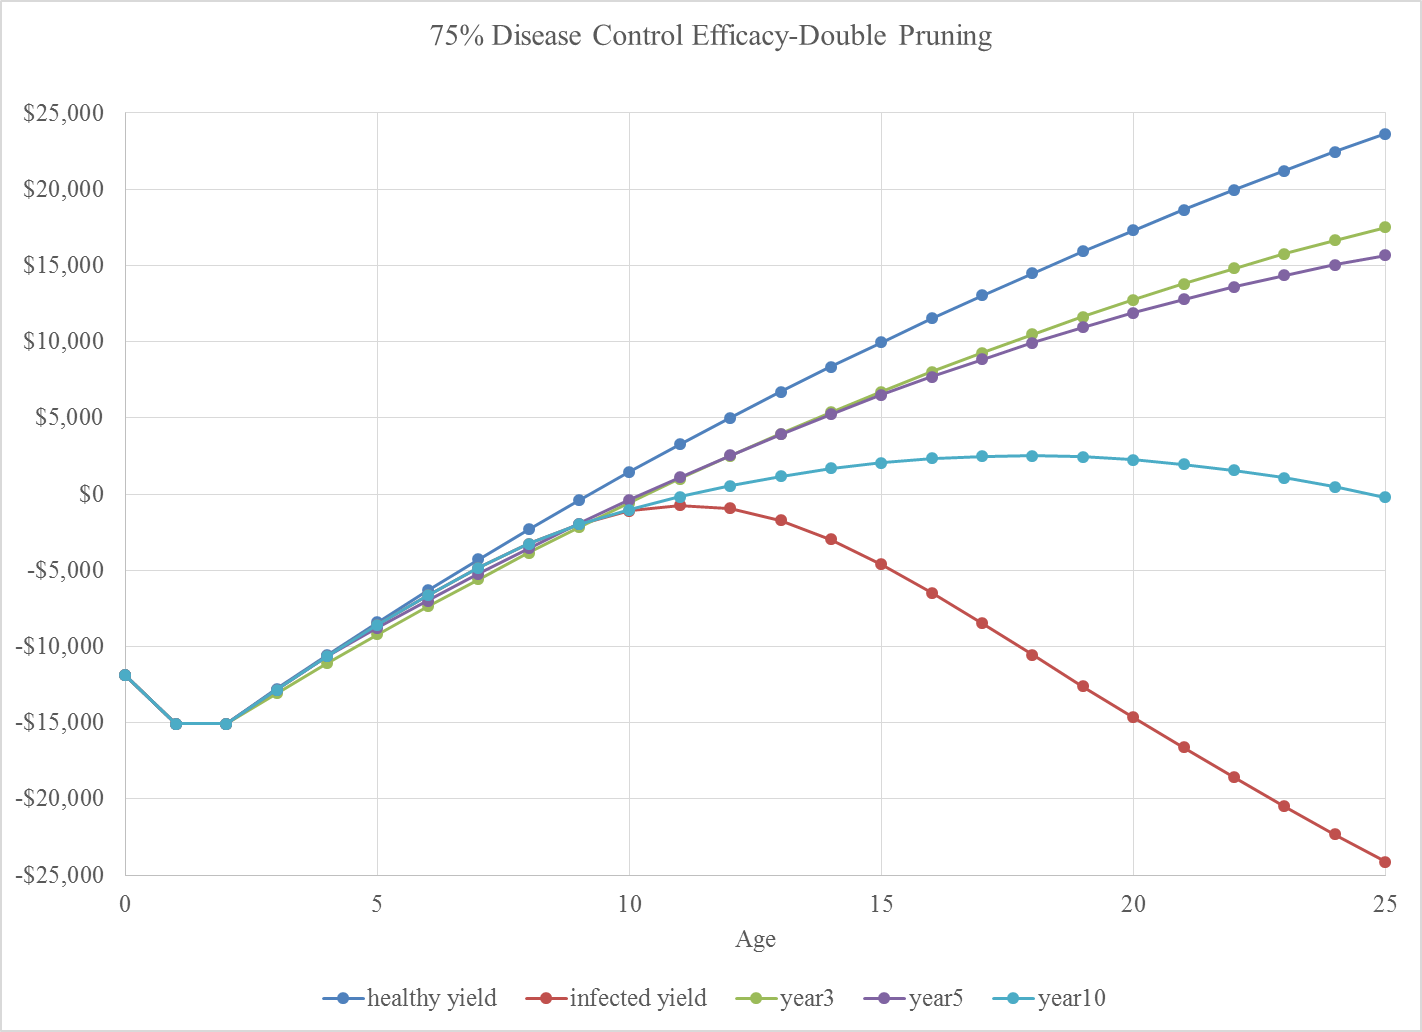 75% Disease Control Efficacy-Double Pruning
$25,000
$20,000
$15,000
$10,000
$5,000
$0
-$5,000
-$10,000
-$15,000
-$20,000
-$25,000
0 5 10 15 20 25
Age
healthy yield infected yield year3 year5 year10